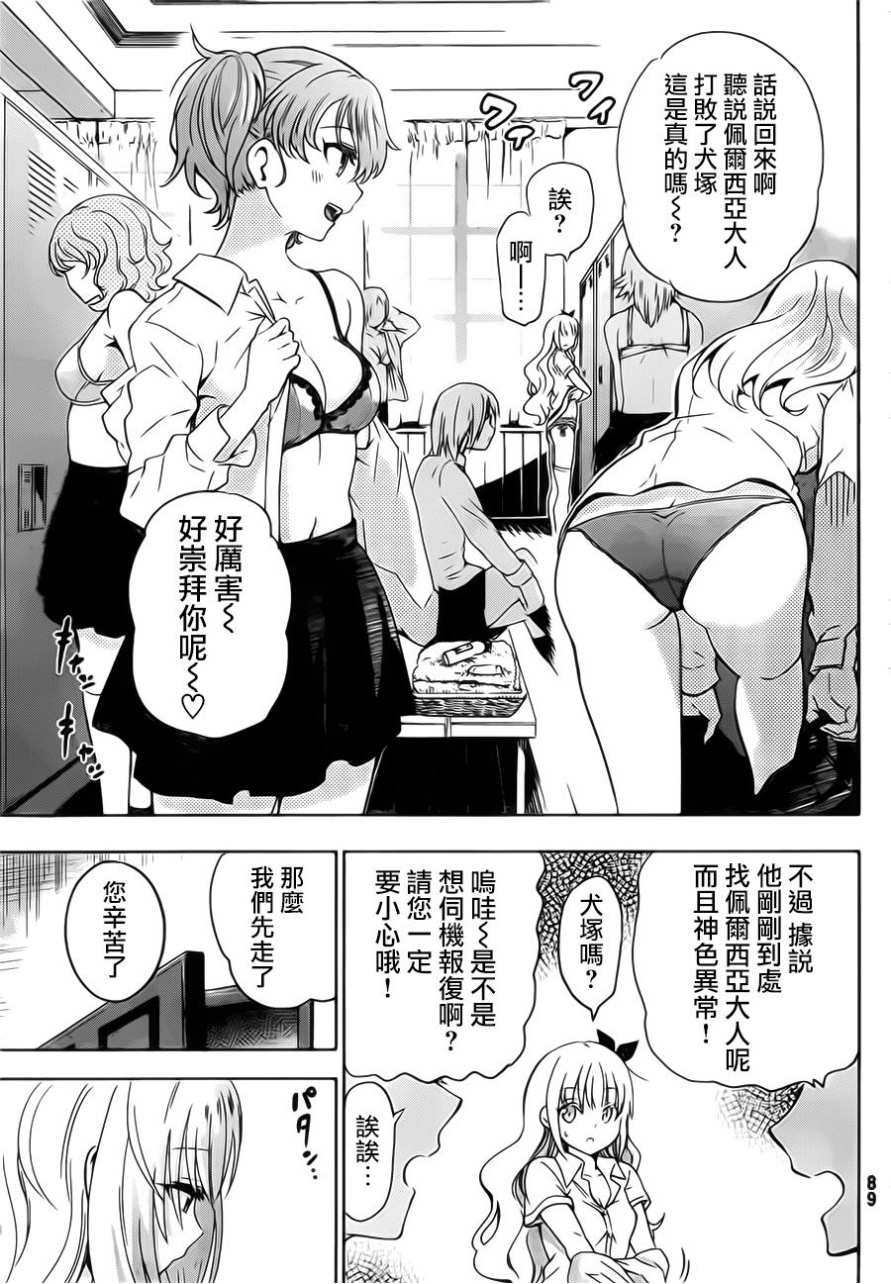 話說回來啊
聽說佩爾西亞大人
打敗了犬塚
這是真的嗎～?
ワイ
ワイ
誒?
啊!…
好厲害～
好崇拜你呢～♡
キャッ
キャッ
不過 據說
他剛剛到處
找佩爾西亞大人呢
而且神色異常!
犬塚嗎?
嗚哇～是不是
想伺機報復啊?
請您一定
要小心哦!
誒誒…
那麼
我們先走了
您辛苦了
パタン…
89